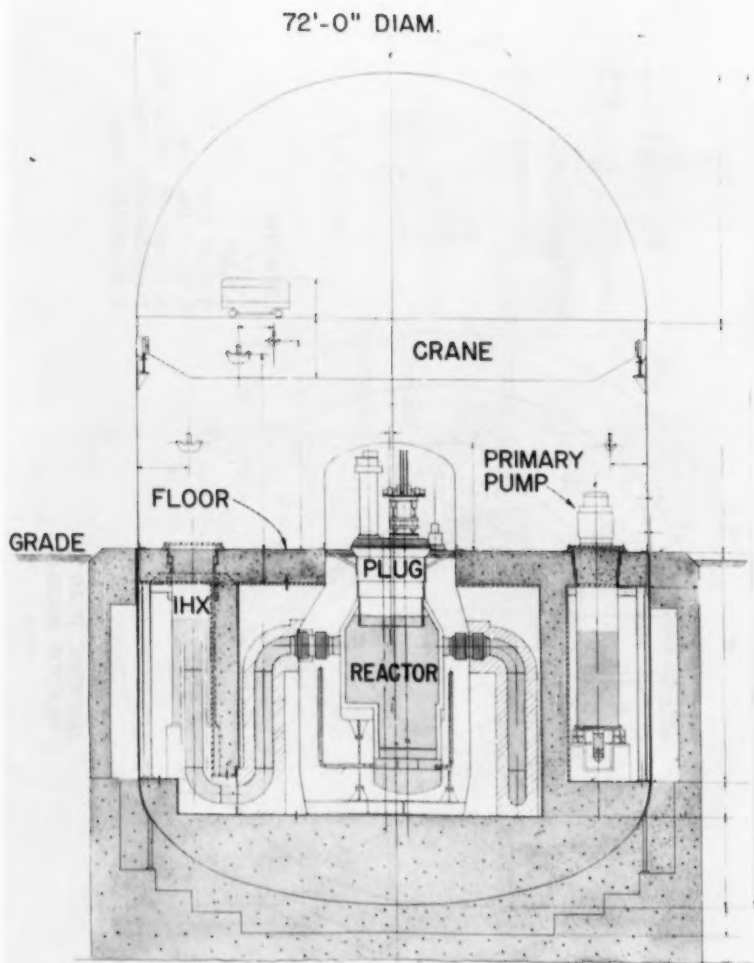 72'-0" DIAM.
CRANE
PRIMARY
PUMP
FLOOR
GRADE
PLUG
IHX
REACTOR